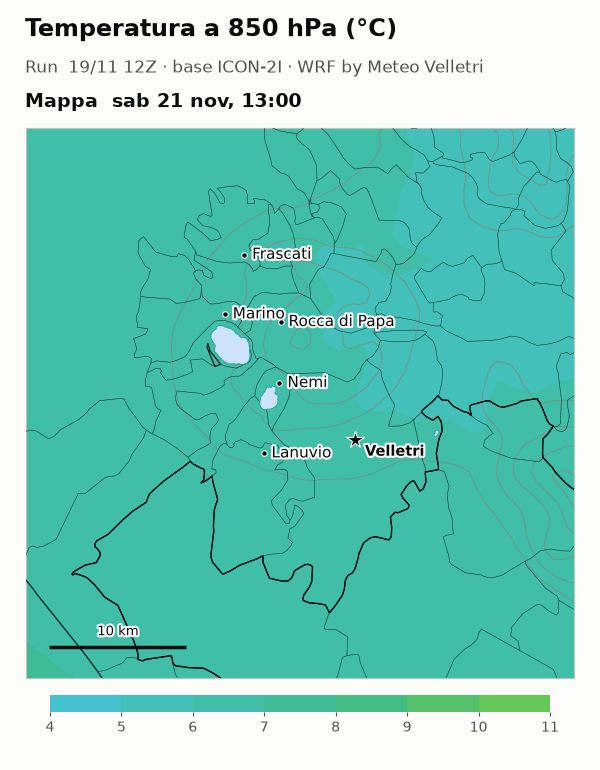 Temperatura a 850 hPa (°C)
Run  19/11 12Z · base ICON-2I · WRF by Meteo Velletri
Mappa  sab 21 nov, 13:00
Frascati
Marino
Rocca di Papa
Nemi
Velletri
Lanuvio
10 km
4 5 6 7 8 9 10 11